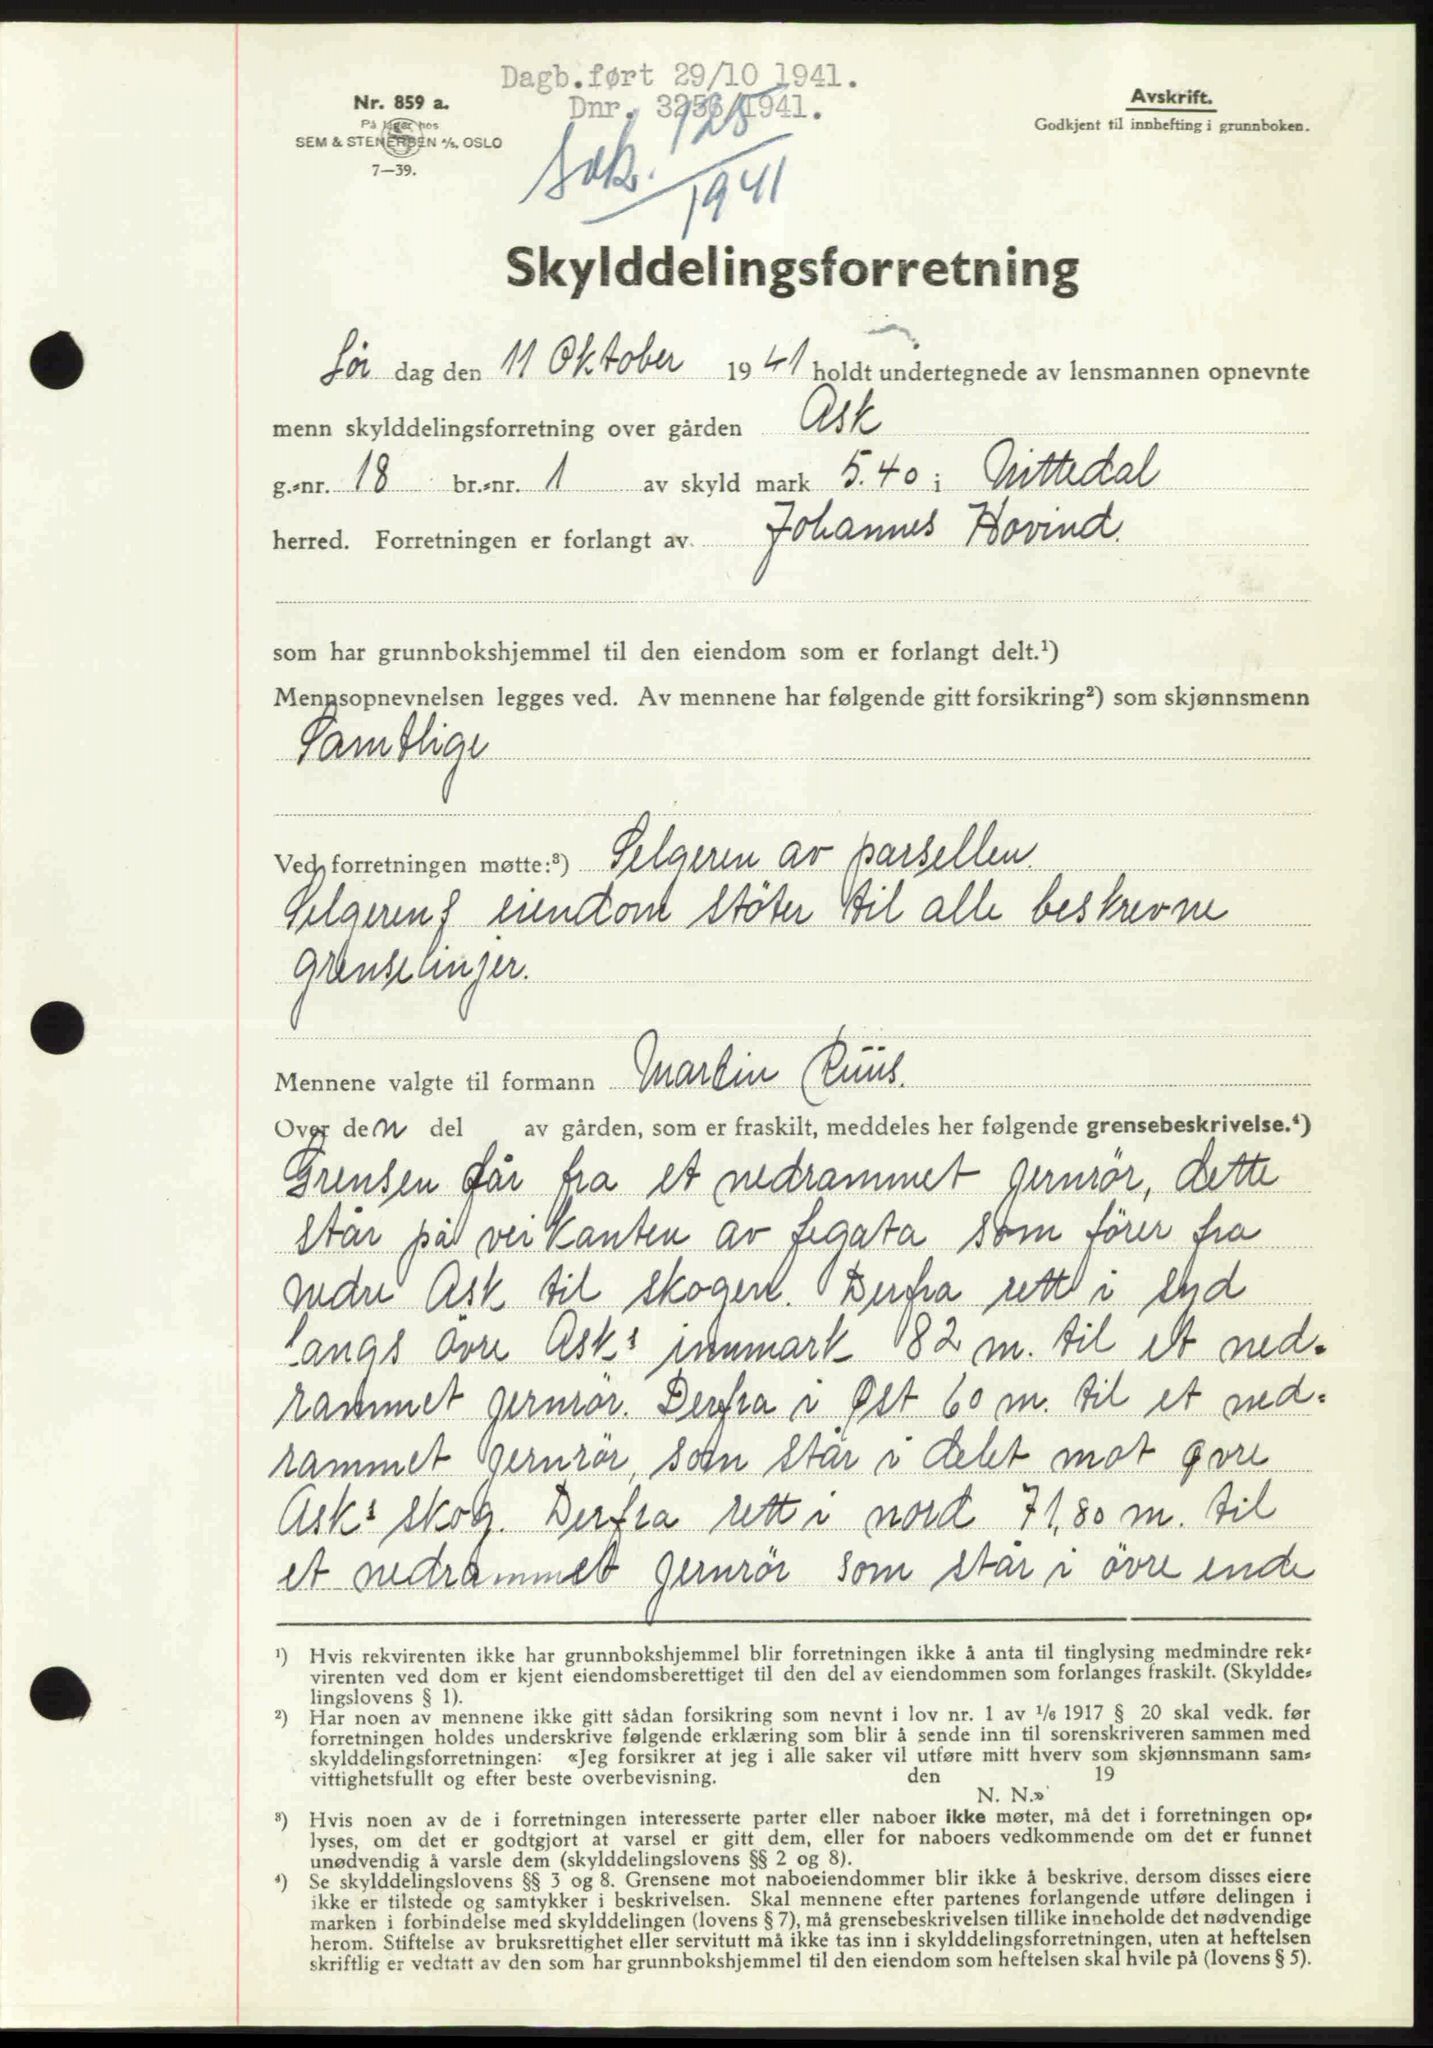 Dagb.ført 29/10 1941.
Dnr. 3256/1941.
Nr. 859 a.
På lager hos
SEM & STENERSEN A/S, OSLO
7—39.
Avskrift.
Godkjent til innhefting i grunnboken.
125
1941
Skylddelingsforretning
Lör dag den 11 Oktober 1941 holdt undertegnede av lensmannen opnevnte
menn skylddelingsforretning over gården Ask
g.=nr. 18 br.=nr. 1 av skyld mark 5.40 i Nittedal
herred. Forretningen er forlangt av Johannes Hovind.
som har grunnbokshjemmel til den eiendom som er forlangt delt.¹)
Mennsopnevnelsen legges ved. Av mennene har følgende gitt forsikring²) som skjønnsmenn
Samtlige
Ved forretningen møtte:³) Selgeren av parsellen.
Selgerens eiendom støter til alle beskrevne
grenselinjer.
Mennene valgte til formann Martin Ruus.
Over den del av gården, som er fraskilt, meddeles her følgende grensebeskrivelse.⁴)
Grensen går fra et nedrammet jernrör, dette
står på veikanten av fegata som förer fra
nedre Ask til skogen. Derfra rett i syd
langs övre Asks innmark 82 m. til et ned=
rammet jernrör. Derfra i Øst 60 m. til et ned=
rammet jernrör, som står i delet mot øvre
Asks skog. Derfra rett i nord 71,80 m. til
et nedrammet jernrör som står i övre ende
¹) Hvis rekvirenten ikke har grunnbokshjemmel blir forretningen ikke å anta til tinglysing medmindre rek=
virenten ved dom er kjent eiendomsberettiget til den del av eiendommen som forlanges fraskilt. (Skyldde=
lingslovens § 1).
²) Har noen av mennene ikke gitt sådan forsikring som nevnt i lov nr. 1 av 1/6 1917 § 20 skal vedk. før
forretningen holdes underskrive følgende erklæring som blir å sende inn til sorenskriveren sammen med
skylddelingsforretningen: «Jeg forsikrer at jeg i alle saker vil utføre mitt hverv som skjønnsmann sam=
vittighetsfullt og efter beste overbevisning. den 19
N. N.»
³) Hvis noen av de i forretningen interesserte parter eller naboer ikke møter, må det i forretningen op=
lyses, om det er godtgjort at varsel er gitt dem, eller for naboers vedkommende om det er funnet
unødvendig å varsle dem (skylddelingslovens §§ 2 og 8).
⁴) Se skylddelingslovens §§ 3 og 8. Grensene mot naboeiendommer blir ikke å beskrive, dersom disses eiere
ikke er tilstede og samtykker i beskrivelsen. Skal mennene efter partenes forlangende utføre delingen i
marken i forbindelse med skylddelingen (lovens § 7), må grensebeskrivelsen tillike inneholde det nødvendige
herom. Stiftelse av bruksrettighet eller servitutt må ikke tas inn i skylddelingsforretningen, uten at heftelsen
skriftlig er vedtatt av den som har grunnbokshjemmel til den eiendom som heftelsen skal hvile på (lovens § 5).